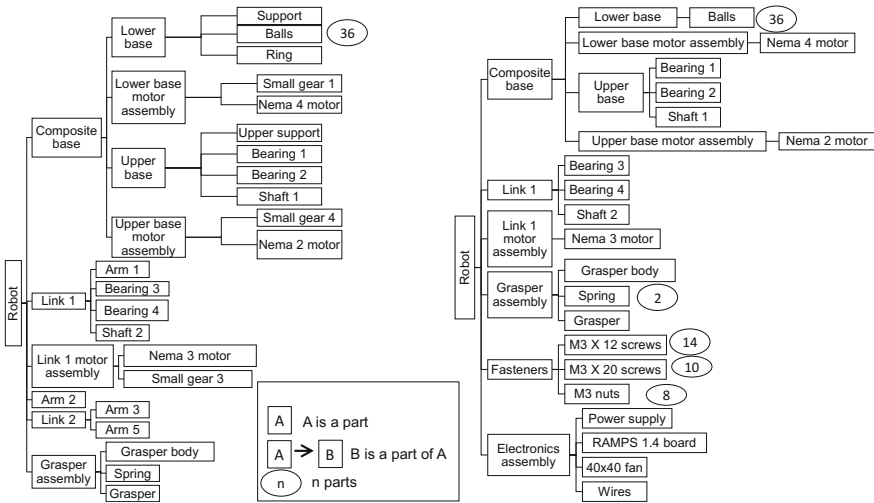 Robot
Composite
base
Lower
base
Support
Balls
36
Ring
Lower base
motor
assembly
Small gear 1
Nema 4 motor
Upper
base
Upper support
Bearing 1
Bearing 2
Shaft 1
Upper base
motor
assembly
Small gear 4
Nema 2 motor
Link 1
Arm 1
Bearing 3
Bearing 4
Shaft 2
Link 1 motor
assembly
Nema 3 motor
Small gear 3
Arm 2
Link 2
Arm 3
Arm 5
Grasper
assembly
Grasper body
Spring
Grasper
A
A is a part
A
B
B is a part of A
n
n parts
Robot
Composite
base
Lower base
Balls
36
Lower base motor assembly
Nema 4 motor
Upper
base
Bearing 1
Bearing 2
Shaft 1
Upper base motor assembly
Nema 2 motor
Link 1
Bearing 3
Bearing 4
Shaft 2
Link 1
motor
assembly
Nema 3 motor
Grasper
assembly
Grasper body
Spring
2
Grasper
Fasteners
M3 X 12 screws
14
M3 X 20 screws
10
M3 nuts
8
Electronics
assembly
Power supply
RAMPS 1.4 board
40x40 fan
Wires